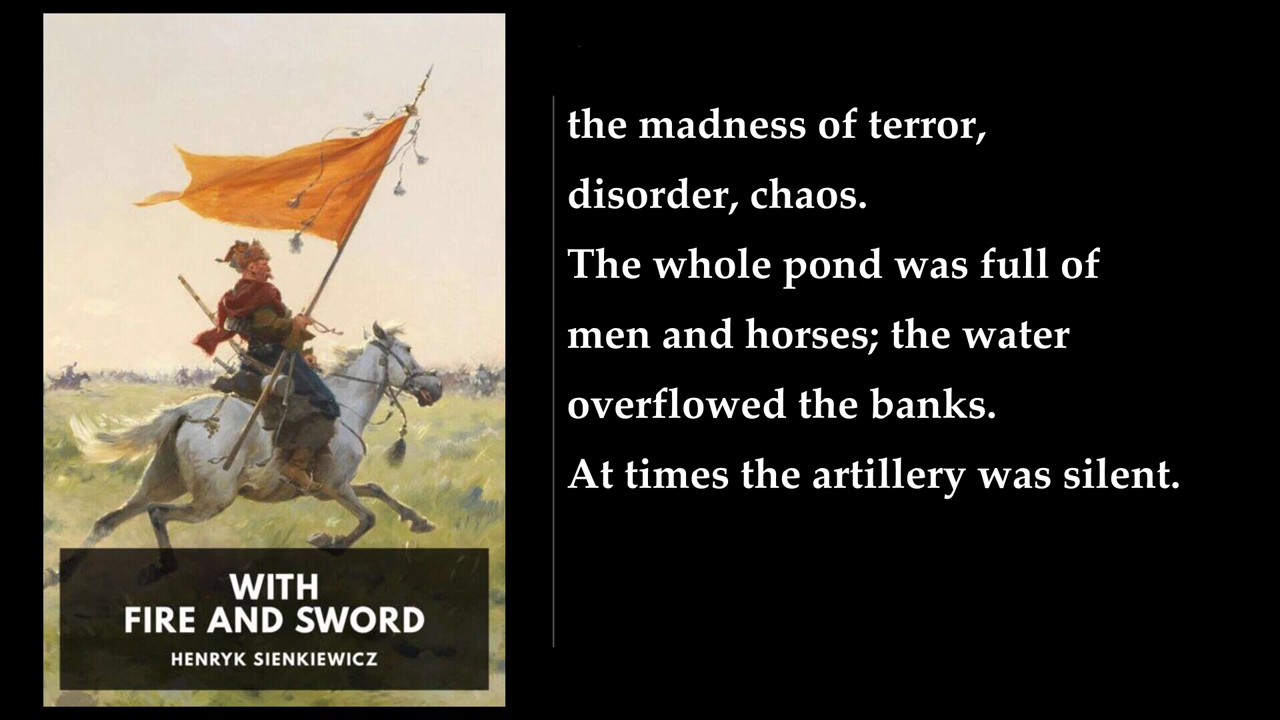 WITH
FIRE AND SWORD
HENRYK SIENKIEWICZ
the madness of terror,
disorder, chaos.
The whole pond was full of
men and horses; the water
overflowed the banks.
At times the artillery was silent.